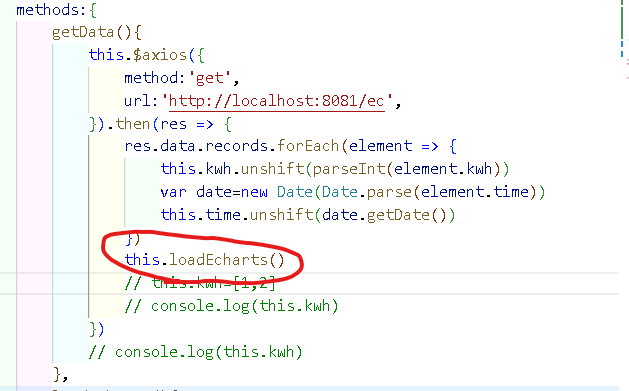 methods:{
getData(){
this.$axios({
method:'get',
url:'http://localhost:8081/ec',
}).then(res => {
res.data.records.forEach(element => {
this.kwh.unshift(parseInt(element.kwh))
var date=new Date(Date.parse(element.time))
this.time.unshift(date.getDate())
})
this.loadEcharts()
// this.kwh=[1,2]
// console.log(this.kwh)
})
// console.log(this.kwh)
},